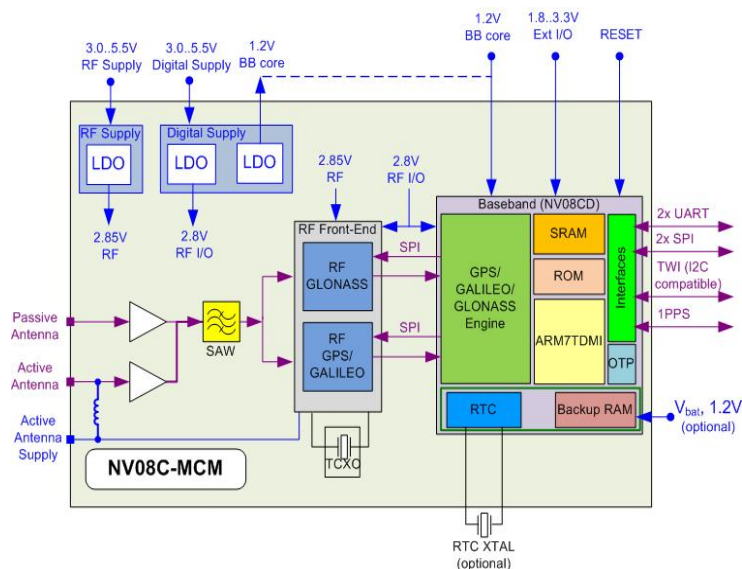 3.0..5.5V
RF Supply
3.0..5.5V
Digital Supply
1.2V
BB core
1.2V
BB core
1.8..3.3V
Ext I/O
RESET
RF Supply
LDO
Digital Supply
LDO
LDO
2.85V
RF
2.8V
RF I/O
2.85V
RF
2.8V
RF I/O
Baseband (NV08CD)
RF Front-End
RF
GLONASS
SPI
RF
GPS/
GALILEO
SPI
GPS/
GALILEO/
GLONASS
Engine
SRAM
ROM
ARM7TDMI
Interfaces
OTP
2x UART
2x SPI
TWI (I2C
compatible)
1PPS
Passive
Antenna
Active
Antenna
Active
Antenna
Supply
SAW
RTC
Backup RAM
Vbat, 1.2V
(optional)
TCXO
NV08C-MCM
RTC XTAL
(optional)